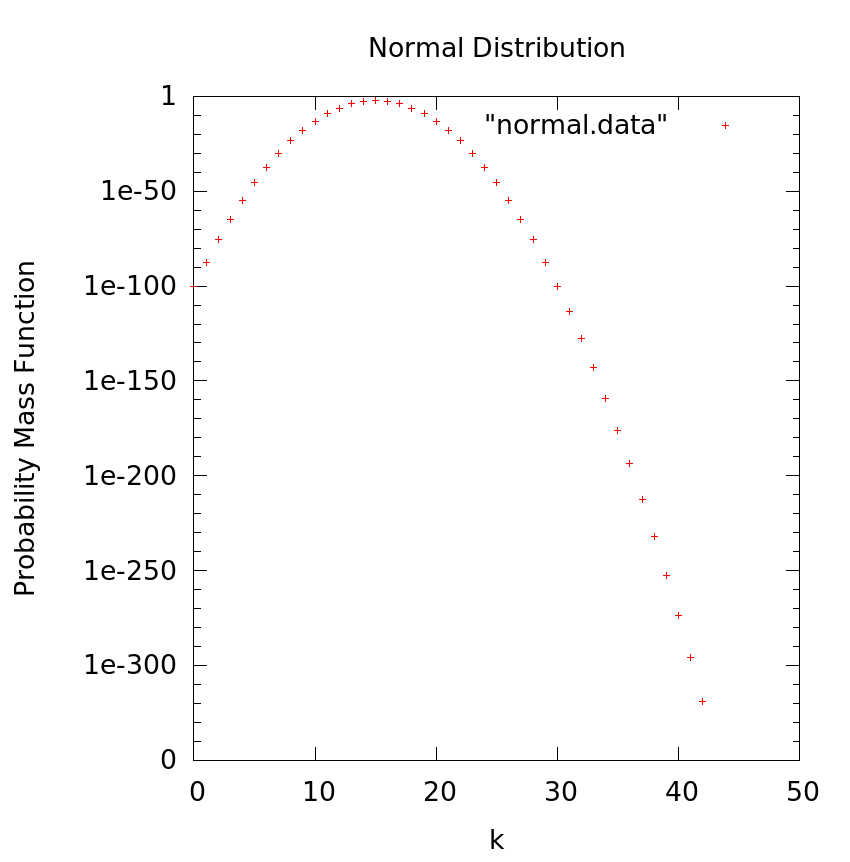 Normal Distribution
1
"normal.data"
1e-50
1e-100
1e-150
1e-200
1e-250
1e-300
0
Probability Mass Function
0 10 20 30 40 50
k